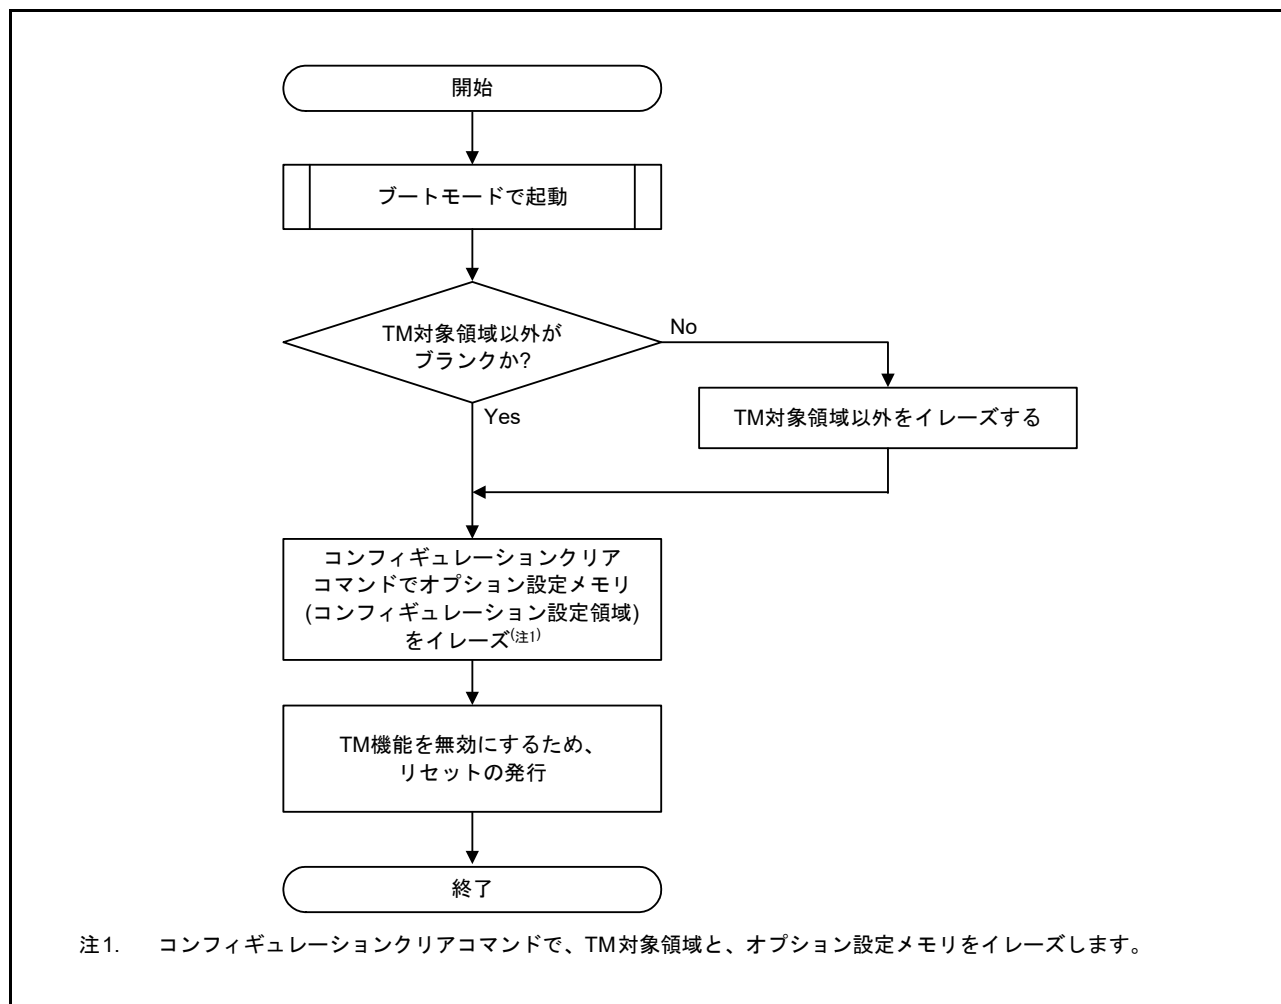 開始
ブートモードで起動
TM対象領域以外が
ブランクか?
No
Yes
TM対象領域以外をイレーズする
コンフィギュレーションクリア
コマンドでオプション設定メモリ
(コンフィギュレーション設定領域)
をイレーズ(注1)
TM機能を無効にするため、
リセットの発行
終了
注1. コンフィギュレーションクリアコマンドで、TM対象領域と、オプション設定メモリをイレーズします。